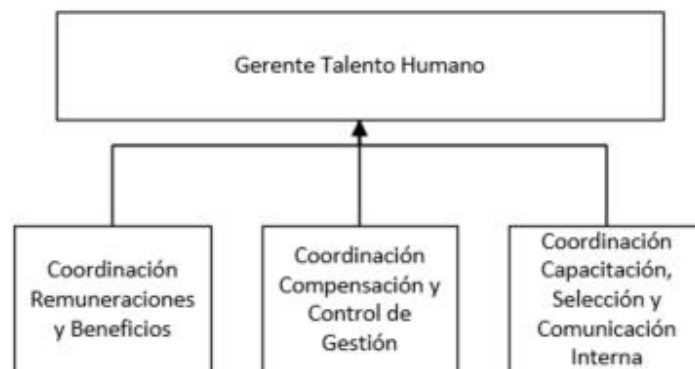 Gerente Talento Humano
Coordinación
Remuneraciones
y Beneficios
Coordinación
Compensación y
Control de
Gestión
Coordinación
Capacitación,
Selección y
Comunicación
Interna